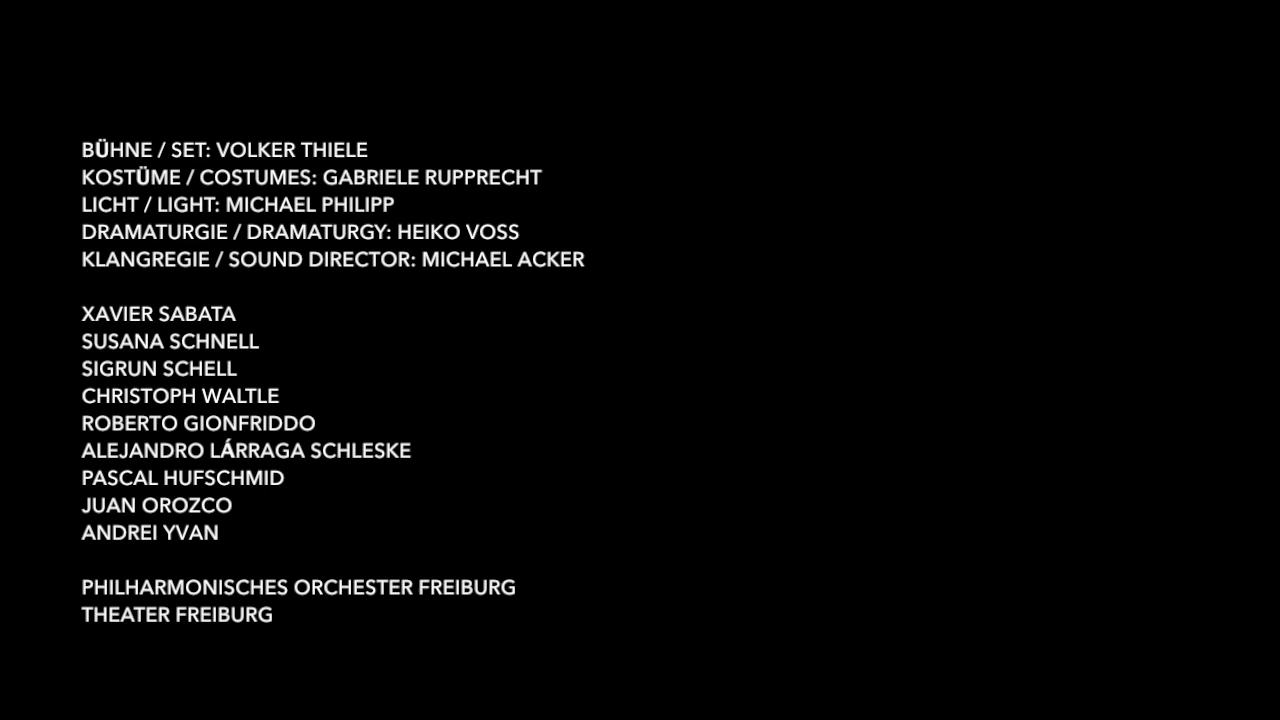 BÜHNE / SET: VOLKER THIELE
KOSTÜME / COSTUMES: GABRIELE RUPPRECHT
LICHT / LIGHT: MICHAEL PHILIPP
DRAMATURGIE / DRAMATURGY: HEIKO VOSS
KLANGREGIE / SOUND DIRECTOR: MICHAEL ACKER
XAVIER SABATA
SUSANA SCHNELL
SIGRUN SCHELL
CHRISTOPH WALTLE
ROBERTO GIONFRIDDO
ALEJANDRO LÁRRAGA SCHLESKE
PASCAL HUFSCHMID
JUAN OROZCO
ANDREI YVAN
PHILHARMONISCHES ORCHESTER FREIBURG
THEATER FREIBURG